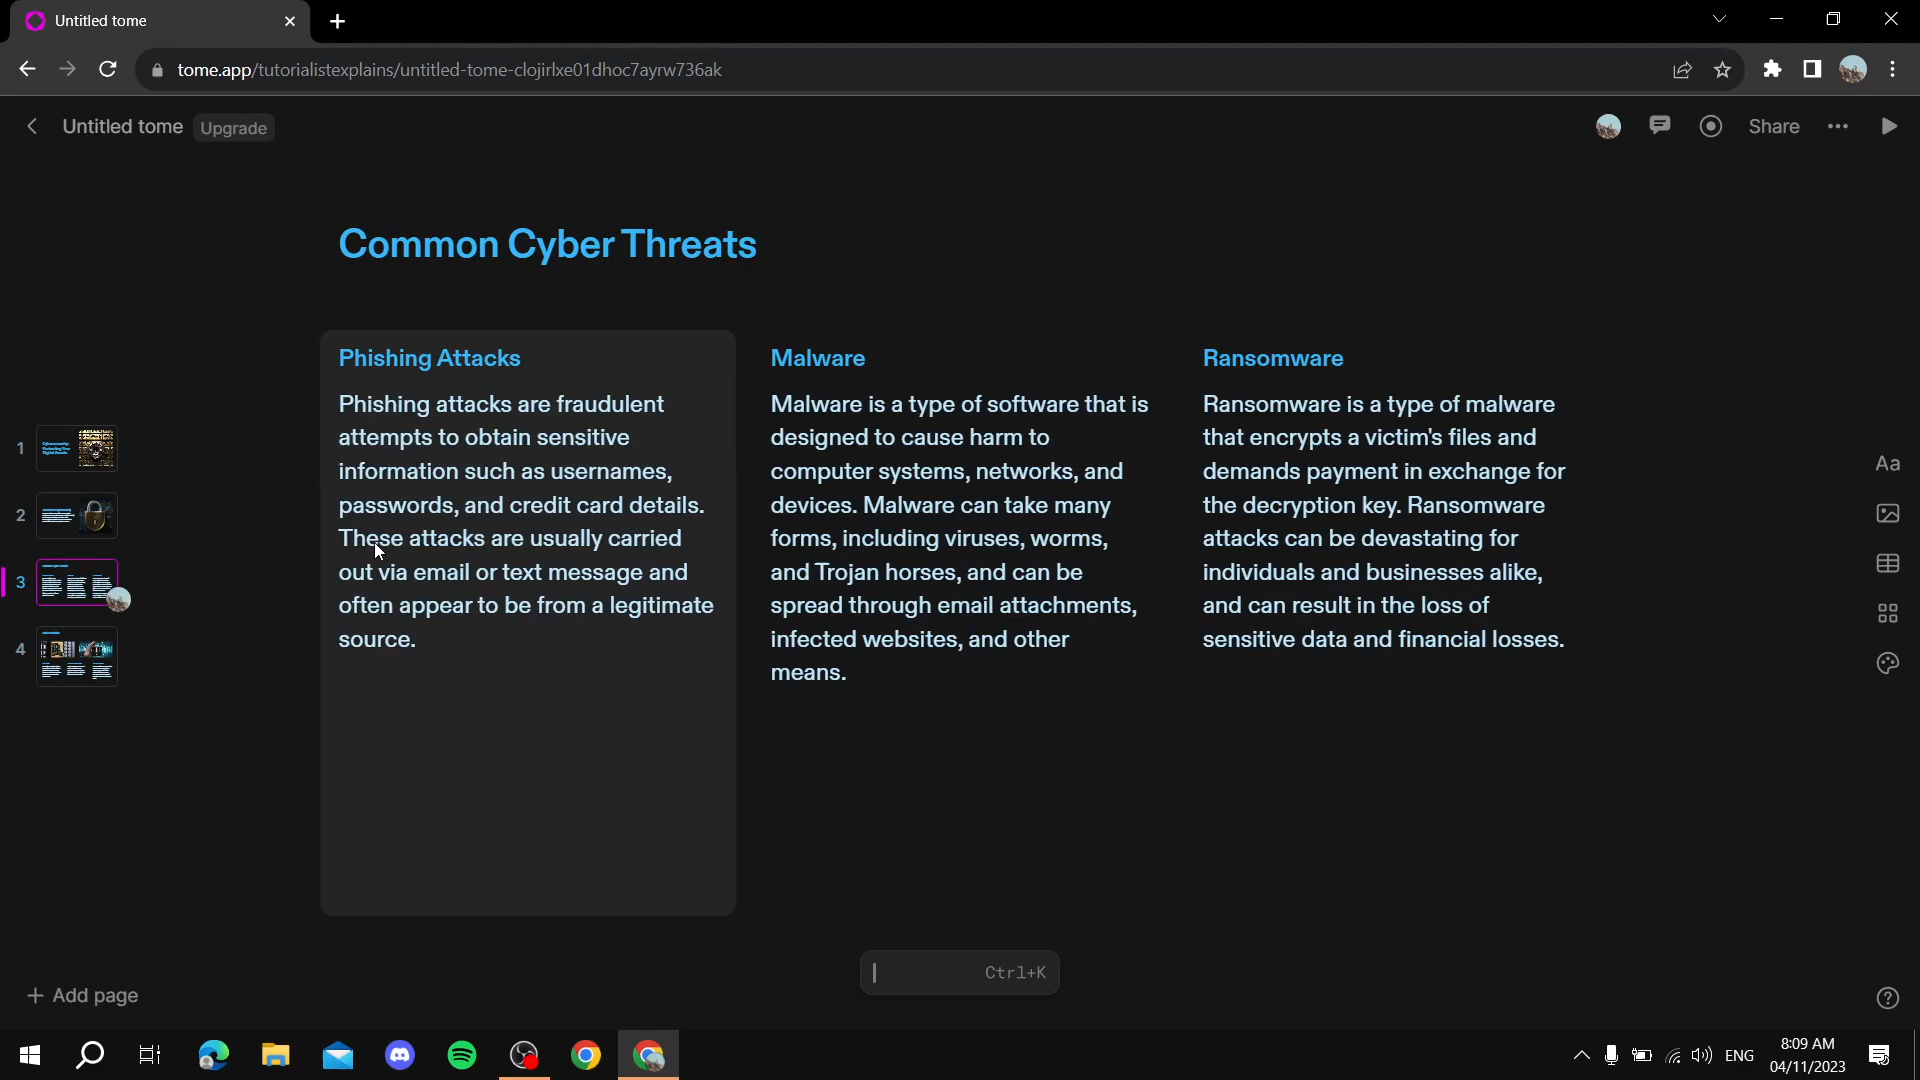 Untitled tome
tome.app/tutorialistexplains/untitled-tome-clojirlxe01dhoc7ayrw736ak
Untitled tome
Upgrade
Share
Common Cyber Threats
Phishing Attacks
Phishing attacks are fraudulent
attempts to obtain sensitive
information such as usernames,
passwords, and credit card details.
These attacks are usually carried
out via email or text message and
often appear to be from a legitimate
source.
Malware
Malware is a type of software that is
designed to cause harm to
computer systems, networks, and
devices. Malware can take many
forms, including viruses, worms,
and Trojan horses, and can be
spread through email attachments,
infected websites, and other
means.
Ransomware
Ransomware is a type of malware
that encrypts a victim's files and
demands payment in exchange for
the decryption key. Ransomware
attacks can be devastating for
individuals and businesses alike,
and can result in the loss of
sensitive data and financial losses.
1
2
3
4
Aa
Ctrl+K
Add page
ENG
8:09 AM
04/11/2023